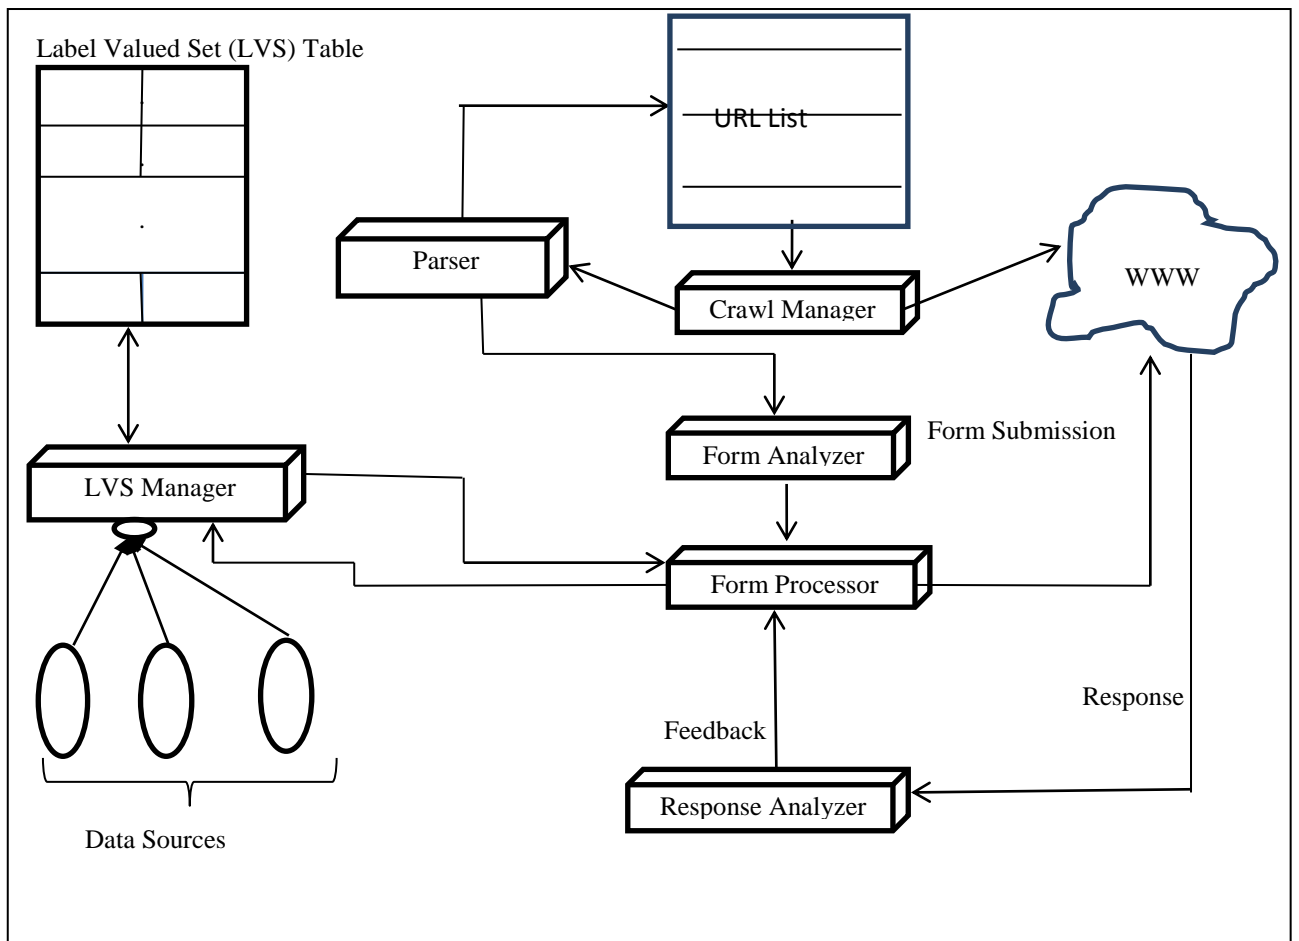 Label Valued Set (LVS) Table
URL List
Parser
WWW
Crawl Manager
Form Submission
Form Analyzer
LVS Manager
Form Processor
Response
Feedback
Response Analyzer
Data Sources